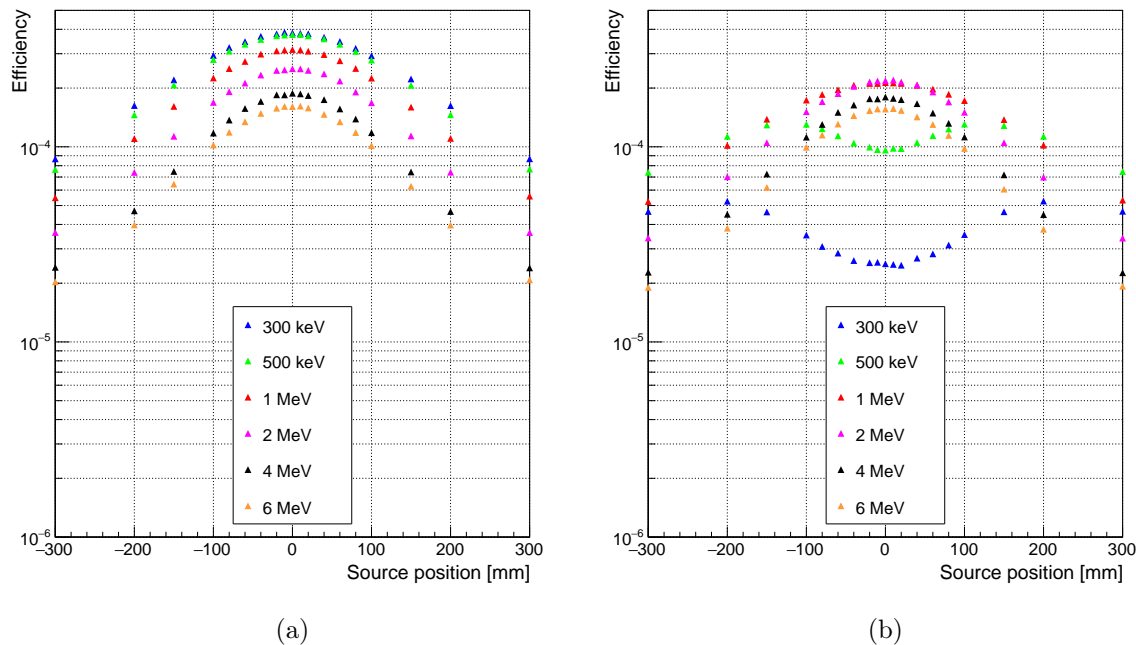 Efficiency
10⁻⁴
10⁻⁵
10⁻⁶
300 keV
500 keV
1 MeV
2 MeV
4 MeV
6 MeV
−300 −200 −100 0 100 200 300
Source position [mm]
(a)
Efficiency
10⁻⁴
10⁻⁵
10⁻⁶
300 keV
500 keV
1 MeV
2 MeV
4 MeV
6 MeV
−300 −200 −100 0 100 200 300
Source position [mm]
(b)